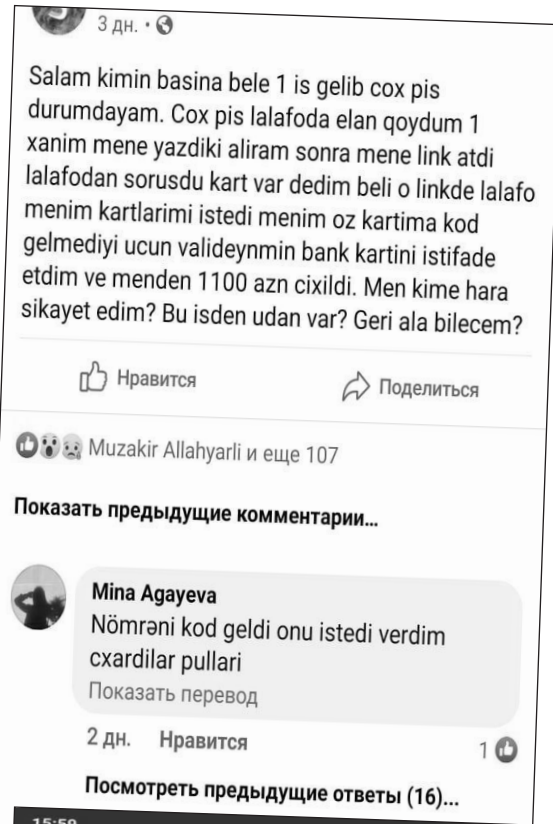 3 дн.
Salam kimin basina bele 1 is gelib cox pis
durumdayam. Cox pis lalafoda elan qoydum 1
xanim mene yazdiki aliram sonra mene link atdi
lalafodan sorusdu kart var dedim beli o linkde lalafo
menim kartlarimi istedi menim oz kartima kod
gelmediyi ucun valideynmin bank kartini istifade
etdim ve menden 1100 azn cixildi. Men kime hara
sikayet edim? Bu isden udan var? Geri ala bilecem?
Нравится
Поделиться
Muzakir Allahyarli и еще 107
Показать предыдущие комментарии...
Mina Agayeva
Nömrəni kod geldi onu istedi verdim
cxardilar pullari
Показать перевод
2 дн. Нравится 1
Посмотреть предыдущие ответы (16)...